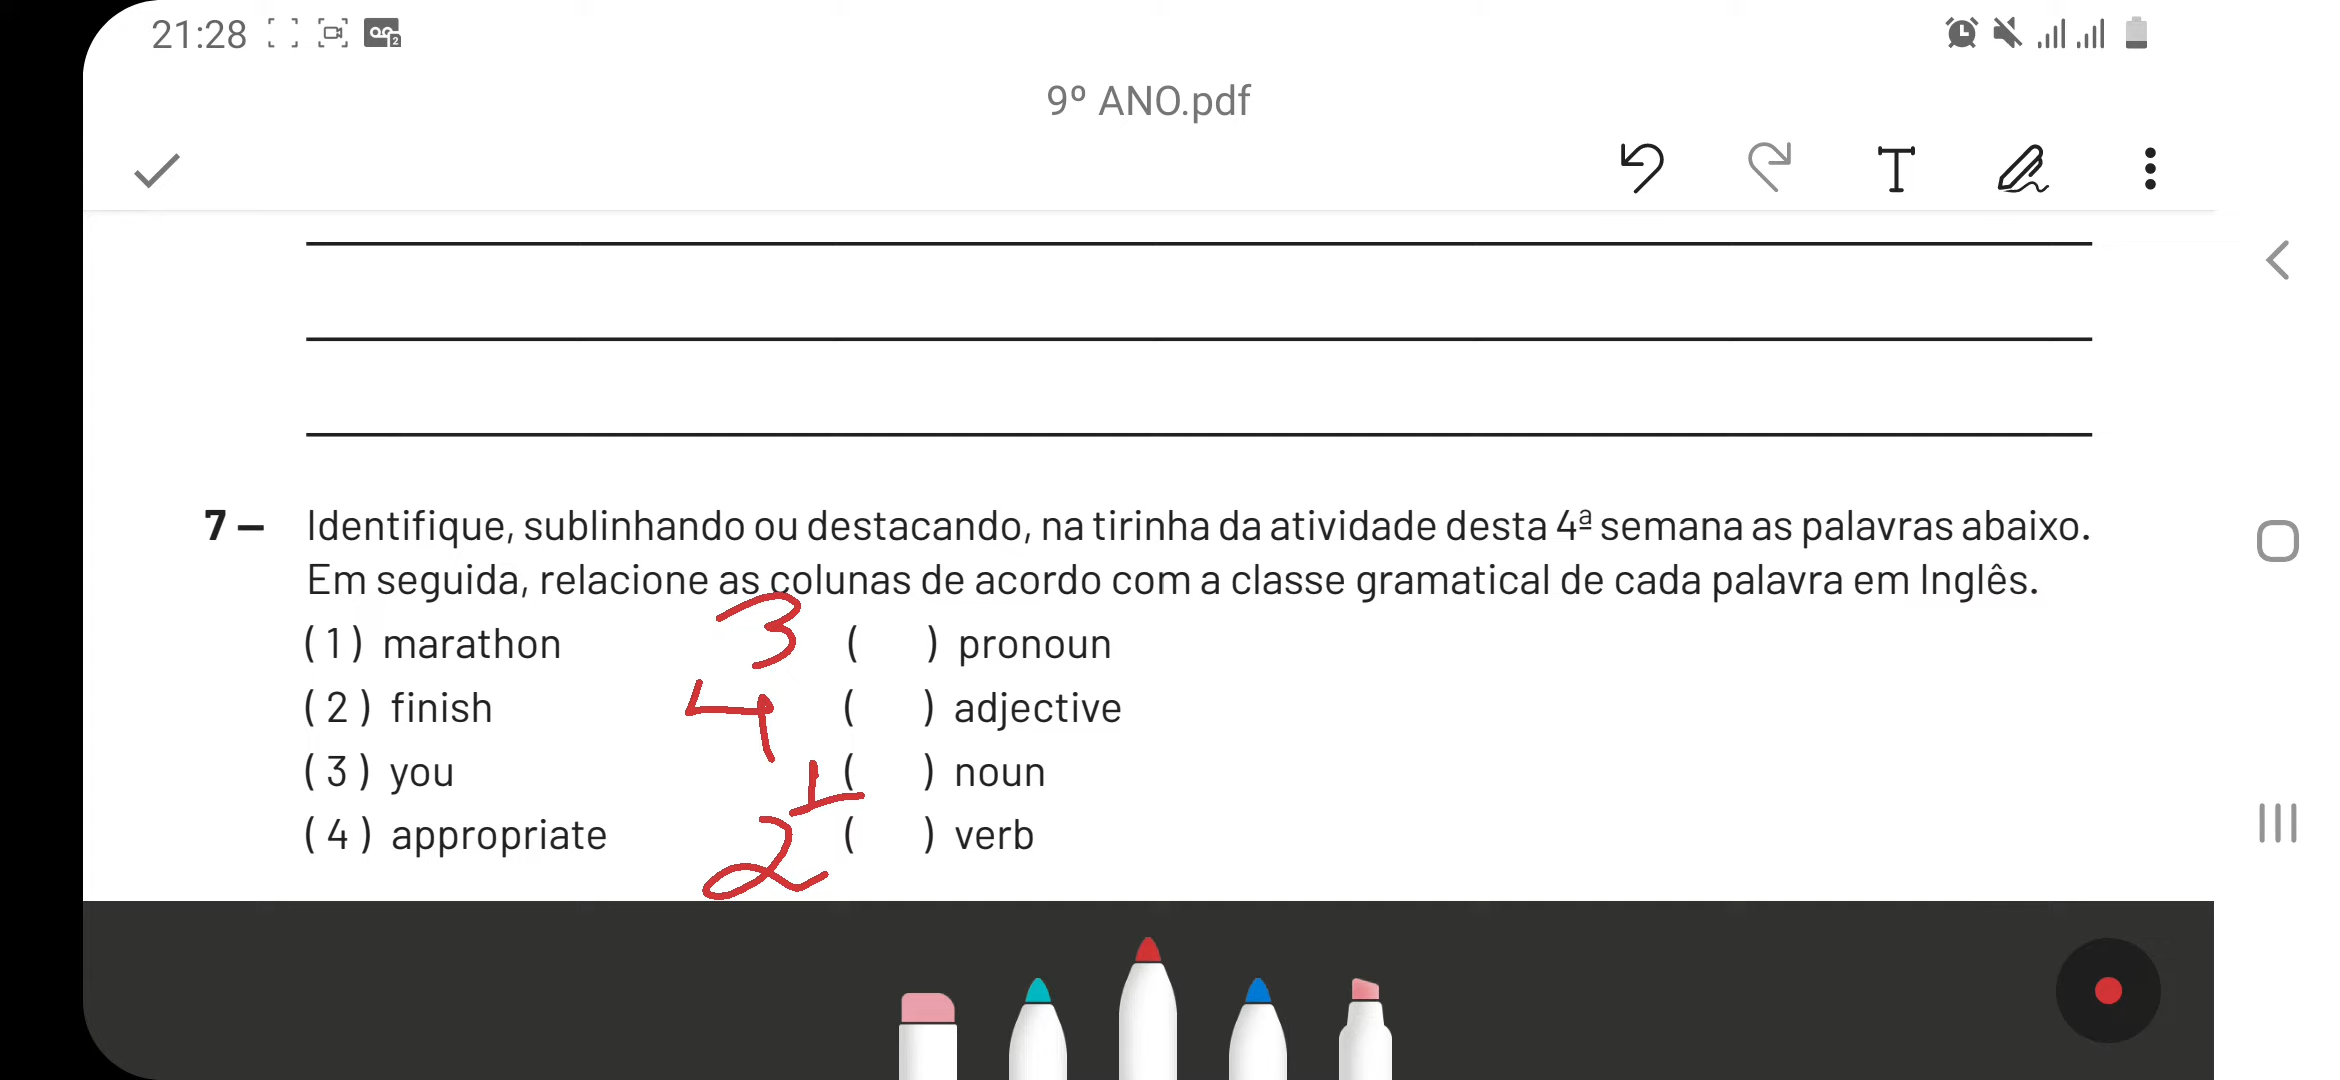 21:28
9º ANO.pdf
7 – Identifique, sublinhando ou destacando, na tirinha da atividade desta 4ª semana as palavras abaixo.
Em seguida, relacione as colunas de acordo com a classe gramatical de cada palavra em Inglês.
( 1 ) marathon 3 ( ) pronoun
( 2 ) finish 4 ( ) adjective
( 3 ) you 1 ( ) noun
( 4 ) appropriate 2 ( ) verb